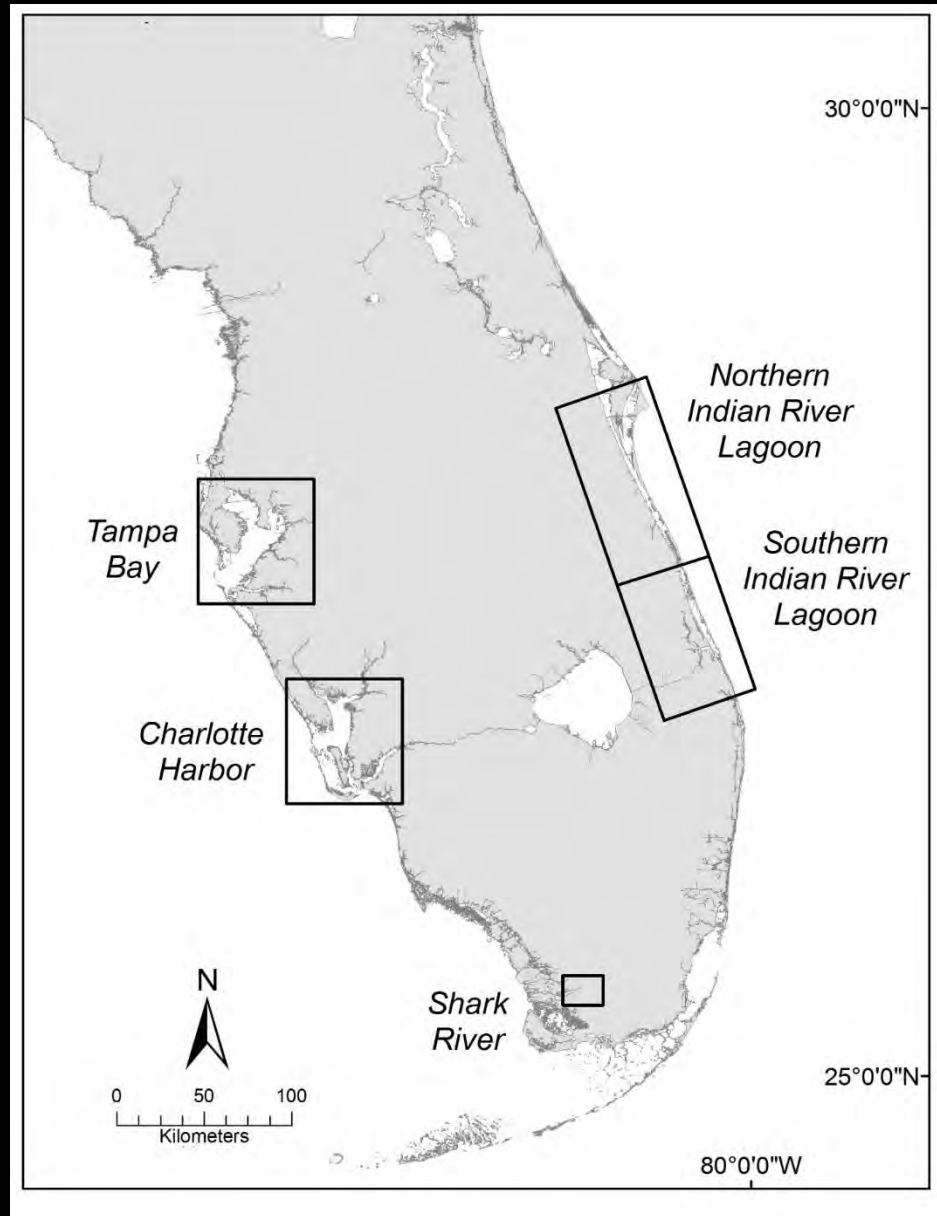 30°0'0"N
Northern
Indian River
Lagoon
Tampa
Bay
Southern
Indian River
Lagoon
Charlotte
Harbor
N
Shark
River
0 50 100
Kilometers
25°0'0"N
80°0'0"W